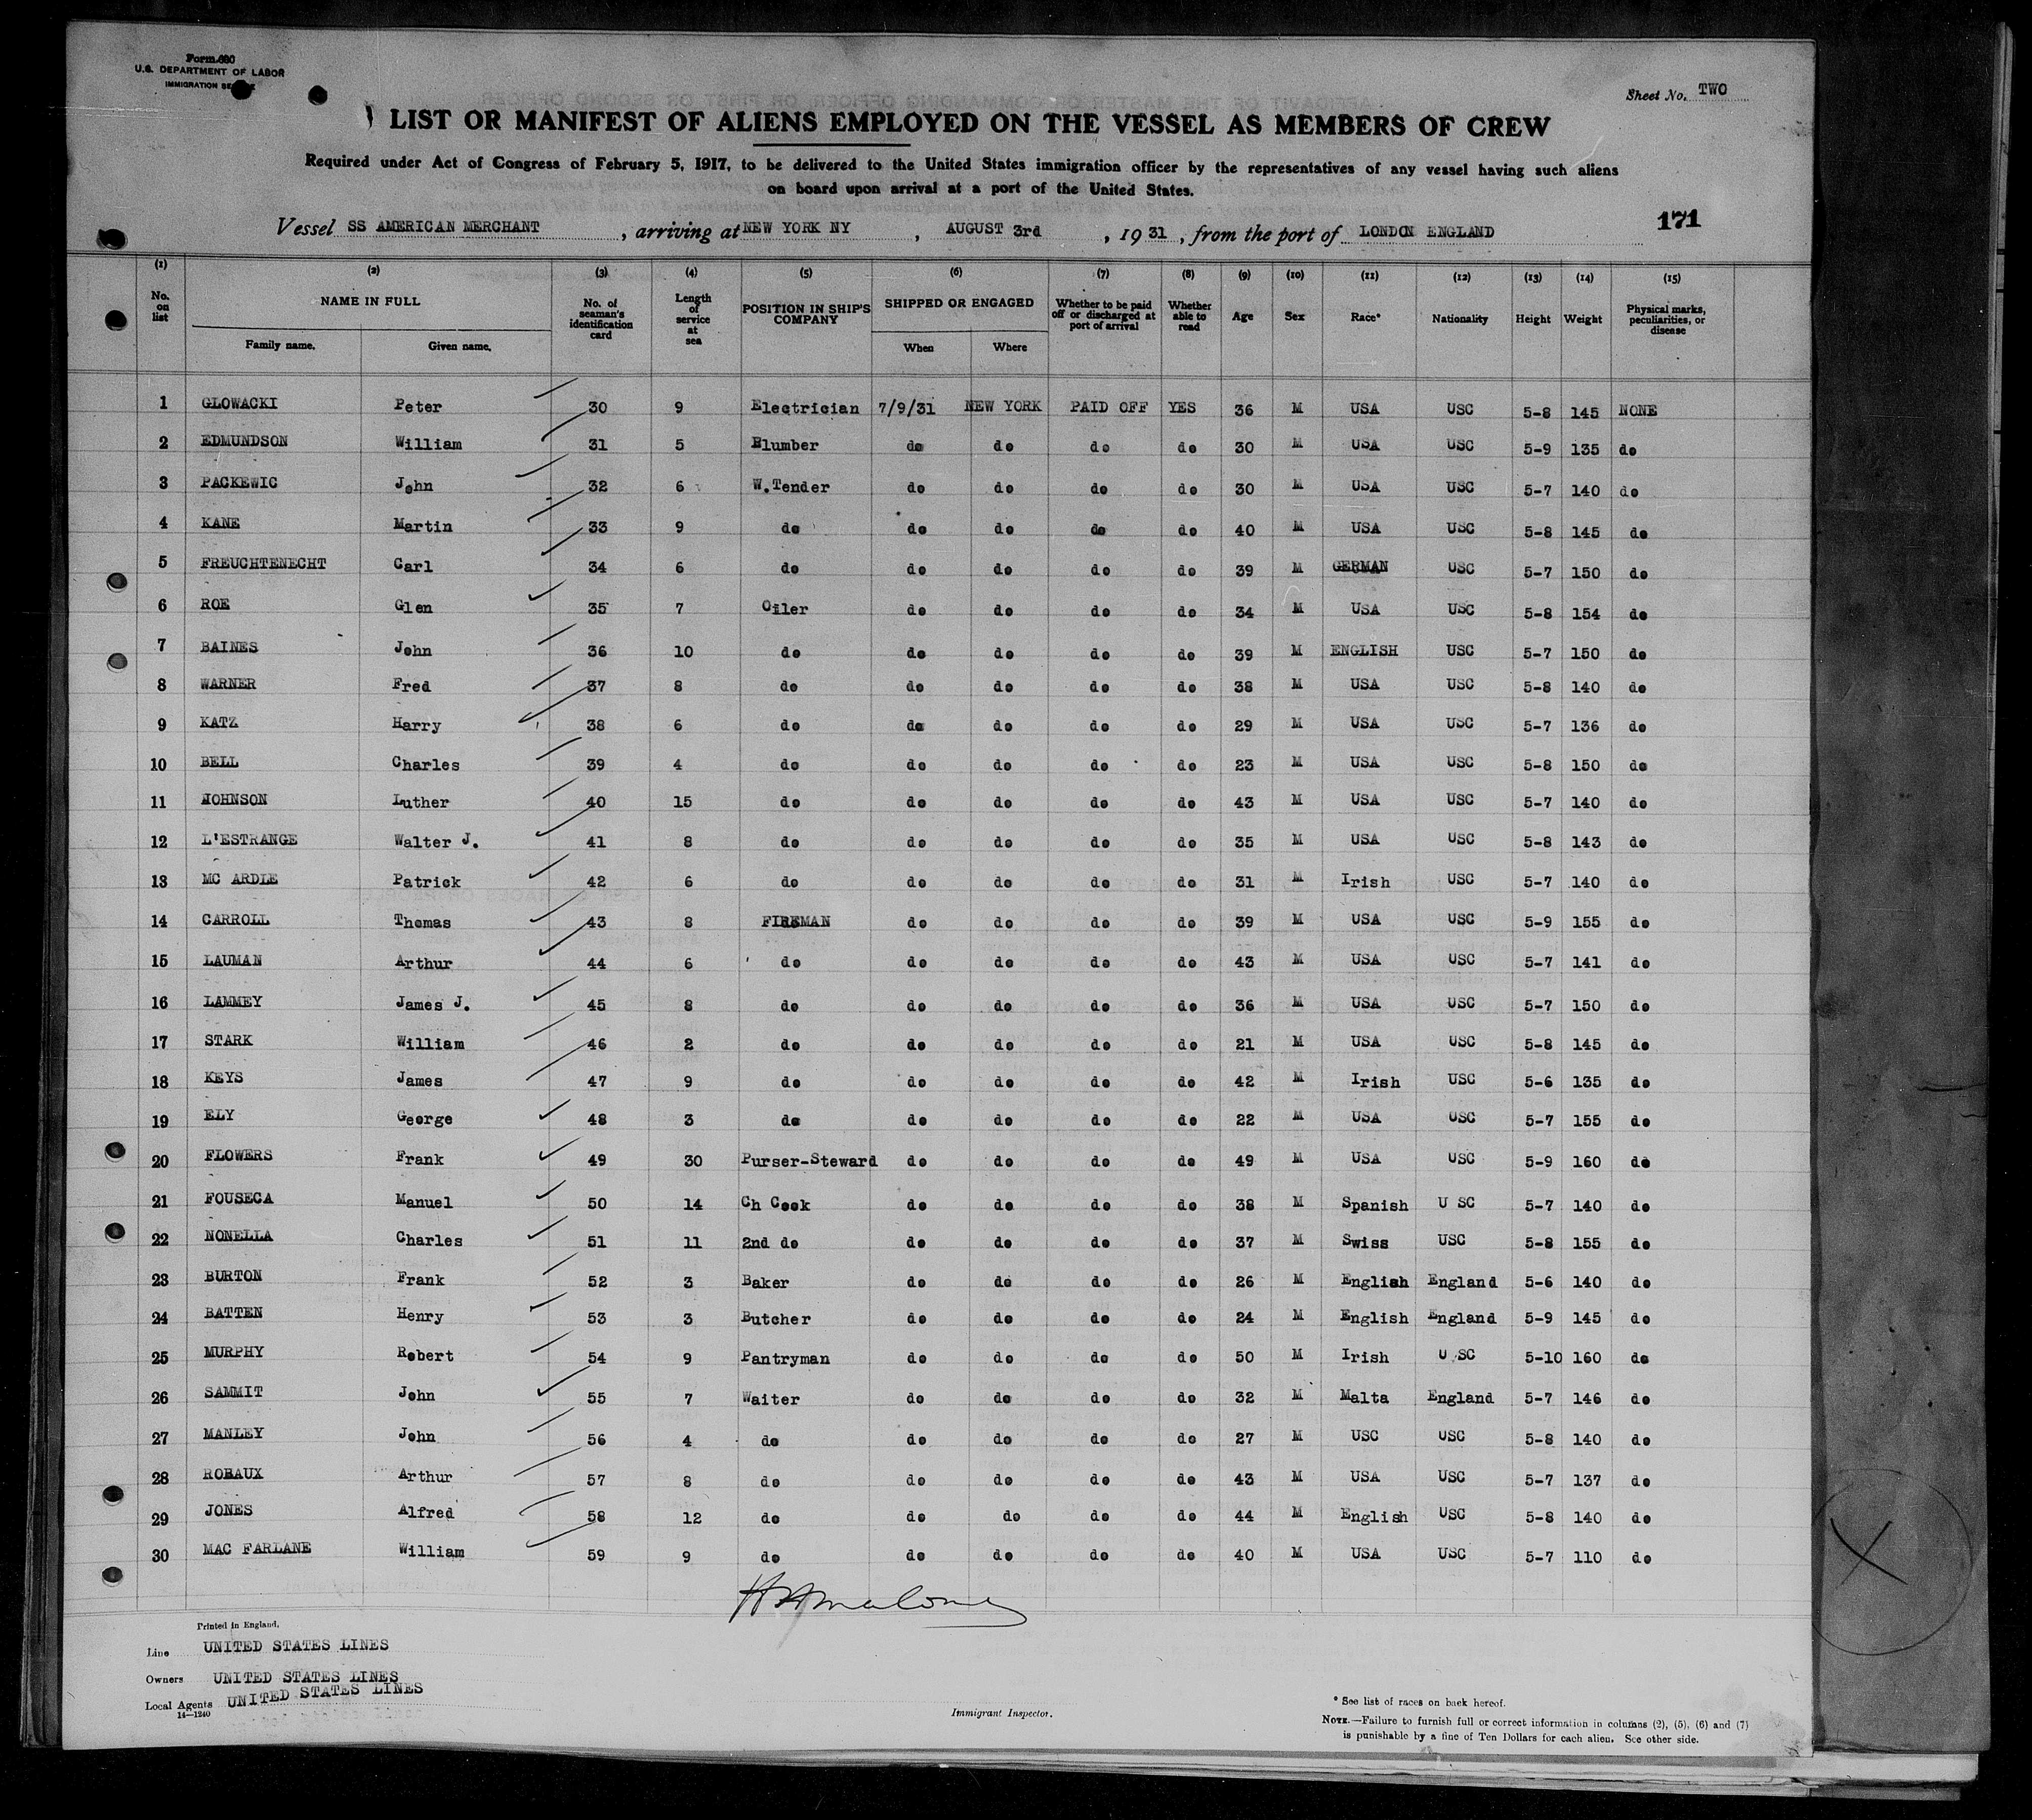 Form 680
U.S. DEPARTMENT OF LABOR
IMMIGRATION SERVICE
Sheet No. TWO
LIST OR MANIFEST OF ALIENS EMPLOYED ON THE VESSEL AS MEMBERS OF CREW
Required under Act of Congress of February 5, 1917, to be delivered to the United States immigration officer by the representatives of any vessel having such aliens
on board upon arrival at a port of the United States.
171
Vessel SS AMERICAN MERCHANT, arriving at NEW YORK NY, AUGUST 3rd, 1931, from the port of LONDON ENGLAND
(1) (2) (3) (4) (5) (6) (7) (8) (9) (10) (11) (12) (13) (14) (15)
No. on list NAME IN FULL Family name. Given name. No. of seaman's identification card Length of service at sea POSITION IN SHIP'S COMPANY SHIPPED OR ENGAGED When Where Whether to be paid off or discharged at port of arrival Whether able to read Age Sex Race* Nationality Height Weight Physical marks, peculiarities, or disease
1 GLOWACKI Peter 30 9 Electrician 7/9/31 NEW YORK PAID OFF YES 36 M USA USC 5-8 145 NONE
2 EDMUNDSON William 31 5 Plumber do do do do 30 M USA USC 5-9 135 do
3 PACKEWIC John 32 6 W.Tender do do do do 30 M USA USC 5-7 140 do
4 KANE Martin 33 9 do do do do do 40 M USA USC 5-8 145 do
5 FREUCHTENECHT Carl 34 6 do do do do do 39 M GERMAN USC 5-7 150 do
6 ROE Glen 35 7 Oiler do do do do 34 M USA USC 5-8 154 do
7 BAINES John 36 10 do do do do do 39 M ENGLISH USC 5-7 150 do
8 WARNER Fred 37 8 do do do do do 38 M USA USC 5-8 140 do
9 KATZ Harry 38 6 do do do do do 29 M USA USC 5-7 136 do
10 BELL Charles 39 4 do do do do do 23 M USA USC 5-8 150 do
11 JOHNSON Luther 40 15 do do do do do 43 M USA USC 5-7 140 do
12 L'ESTRANGE Walter J. 41 8 do do do do do 35 M USA USC 5-8 143 do
13 MC ARDLE Patrick 42 6 do do do do do 31 M Irish USC 5-7 140 do
14 CARROLL Thomas 43 8 FIREMAN do do do do 39 M USA USC 5-9 155 do
15 LAUMAN Arthur 44 6 do do do do do 43 M USA USC 5-7 141 do
16 LAMMEY James J. 45 8 do do do do do 36 M USA USC 5-7 150 do
17 STARK William 46 2 do do do do do 21 M USA USC 5-8 145 do
18 KEYS James 47 9 do do do do do 42 M Irish USC 5-6 135 do
19 ELY George 48 3 do do do do do 22 M USA USC 5-7 155 do
20 FLOWERS Frank 49 30 Purser-Steward do do do do 49 M USA USC 5-9 160 do
21 FOUSECA Manuel 50 14 Ch Cook do do do do 38 M Spanish U SC 5-7 140 do
22 NONELLA Charles 51 11 2nd do do do do do 37 M Swiss USC 5-8 155 do
23 BURTON Frank 52 3 Baker do do do do 26 M English England 5-6 140 do
24 BATTEN Henry 53 3 Butcher do do do do 24 M English England 5-9 145 do
25 MURPHY Robert 54 9 Pantryman do do do do 50 M Irish U SC 5-10 160 do
26 SAMMIT John 55 7 Waiter do do do do 32 M Malta England 5-7 146 do
27 MANLEY John 56 4 do do do do do 27 M USC USC 5-8 140 do
28 ROBAUX Arthur 57 8 do do do do do 43 M USA USC 5-7 137 do
29 JONES Alfred 58 12 do do do do do 44 M English USC 5-8 140 do
30 MAC FARLANE William 59 9 do do do do do 40 M USA USC 5-7 110 do
Printed in England.
Line UNITED STATES LINES
Owners UNITED STATES LINES
Local Agents UNITED STATES LINES
14—1240
Immigrant Inspector.
* See list of races on back hereof.
NOTE.—Failure to furnish full or correct information in columns (2), (5), (6) and (7)
is punishable by a fine of Ten Dollars for each alien. See other side.